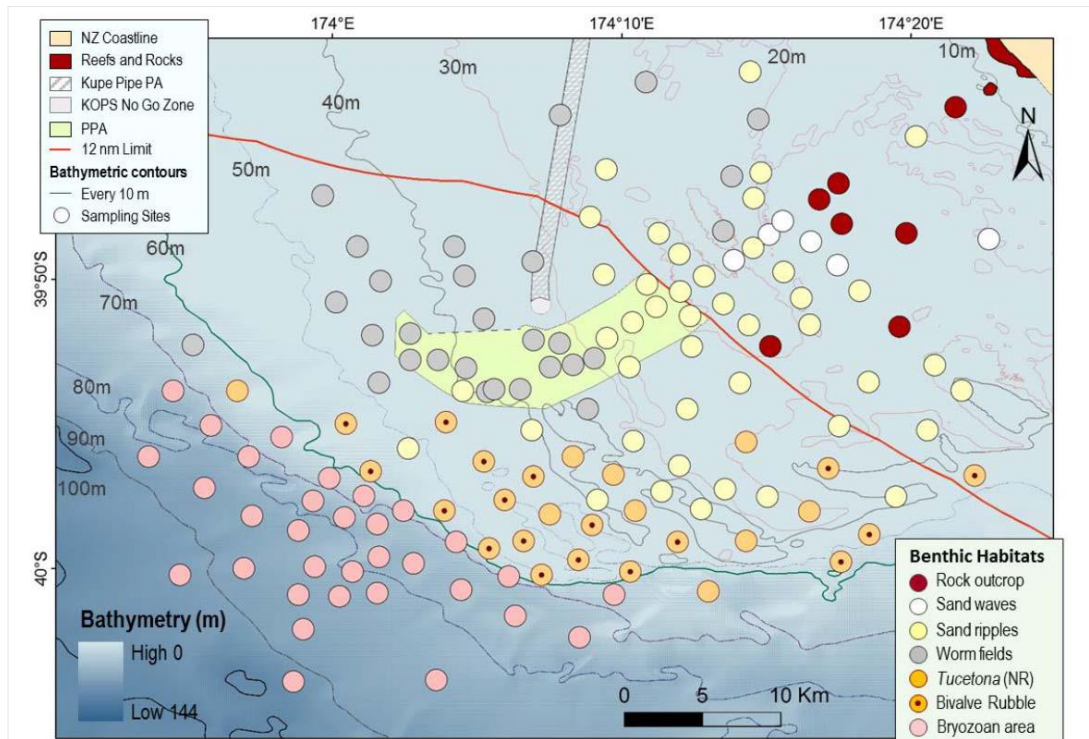 174°E
174°10'E
174°20'E
NZ Coastline
Reefs and Rocks
Kupe Pipe PA
KOPS No Go Zone
PPA
12 nm Limit
Bathymetric contours
Every 10 m
Sampling Sites
10m
20m
30m
40m
50m
60m
70m
80m
90m
100m
N
39°50'S
40°S
Bathymetry (m)
High 0
Low 144
0 5 10 Km
Benthic Habitats
Rock outcrop
Sand waves
Sand ripples
Worm fields
Tucetona (NR)
Bivalve Rubble
Bryozoan area